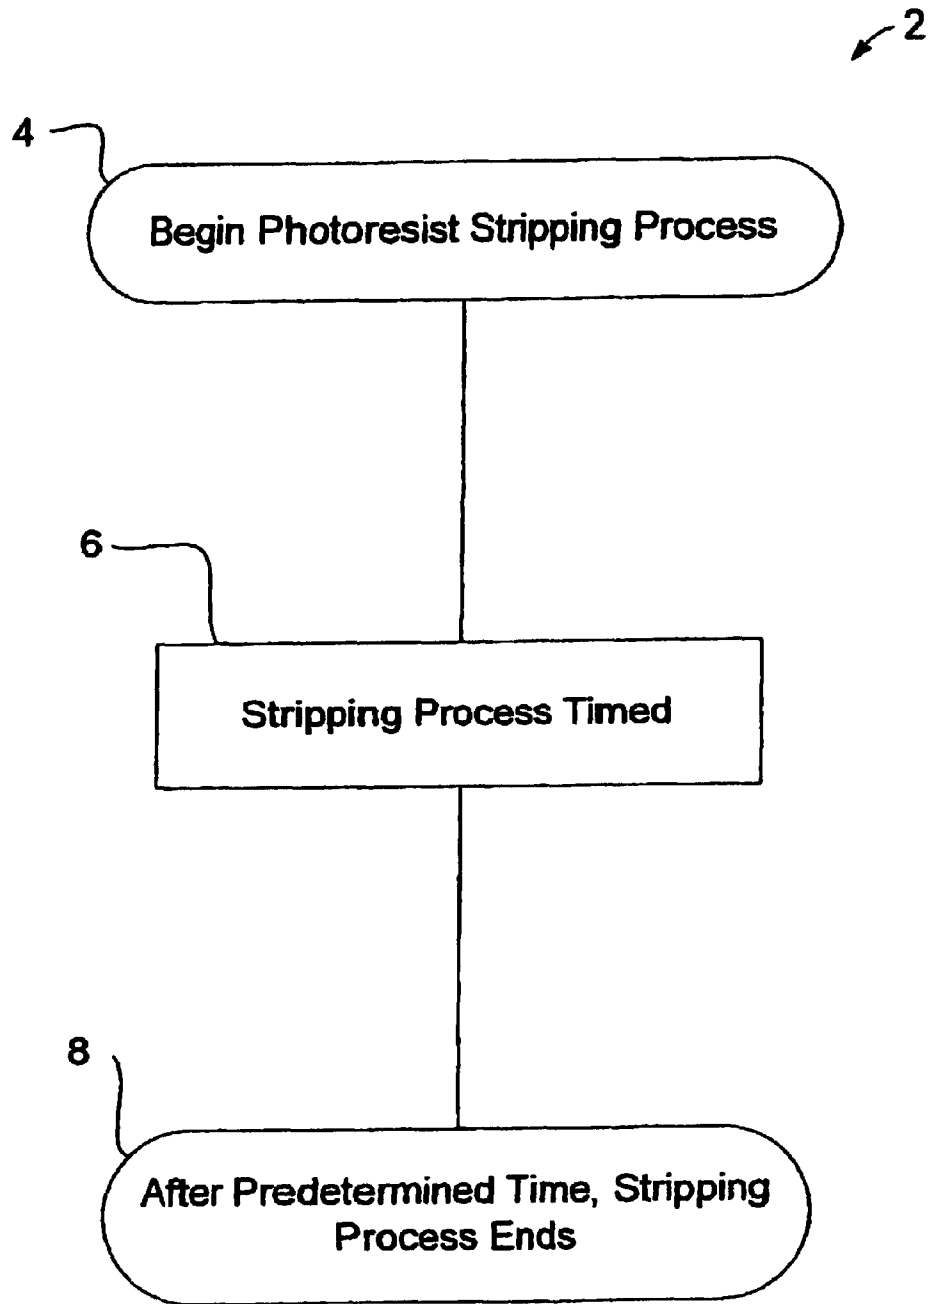 2
4
Begin Photoresist Stripping Process
6
Stripping Process Timed
8
After Predetermined Time, Stripping
Process Ends